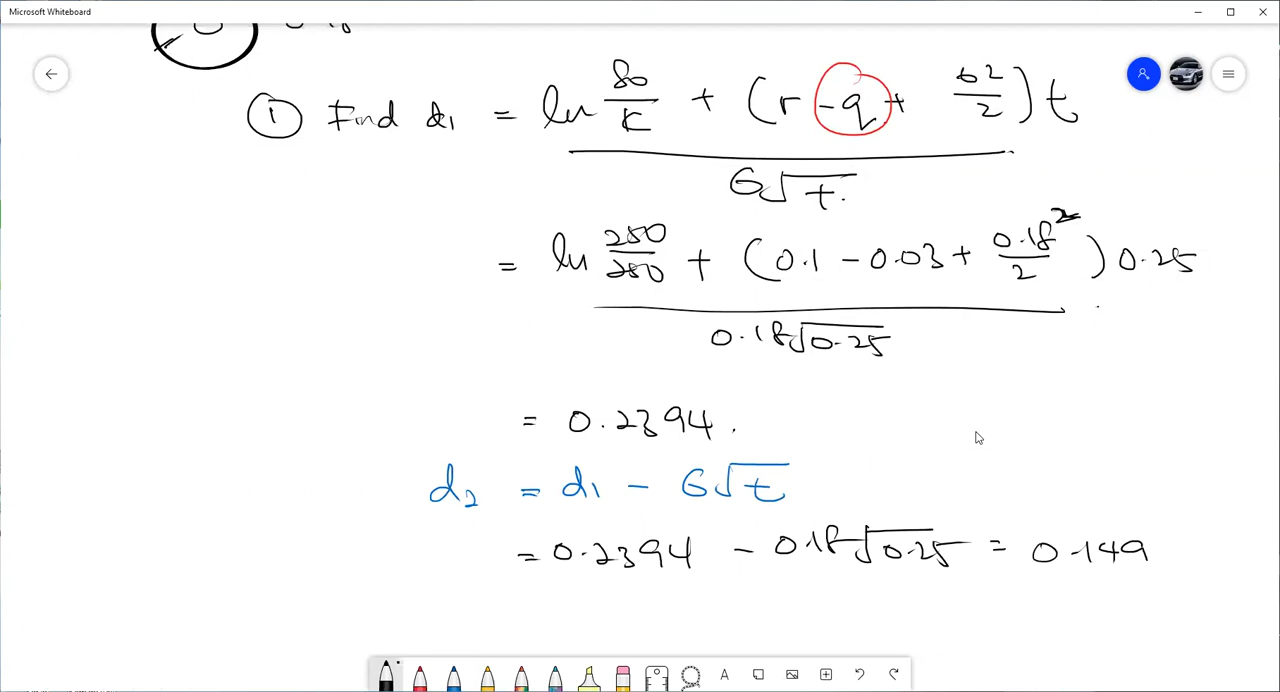 Microsoft Whiteboard
① Find d1 = ln S0/K + (r - q + σ²/2) t
σ√t.
= ln 250/250 + (0.1 - 0.03 + 0.18²/2) 0.25
0.18√0.25
= 0.2394.
d2 = d1 - σ√t
= 0.2394 - 0.18√0.25 = 0.149
A